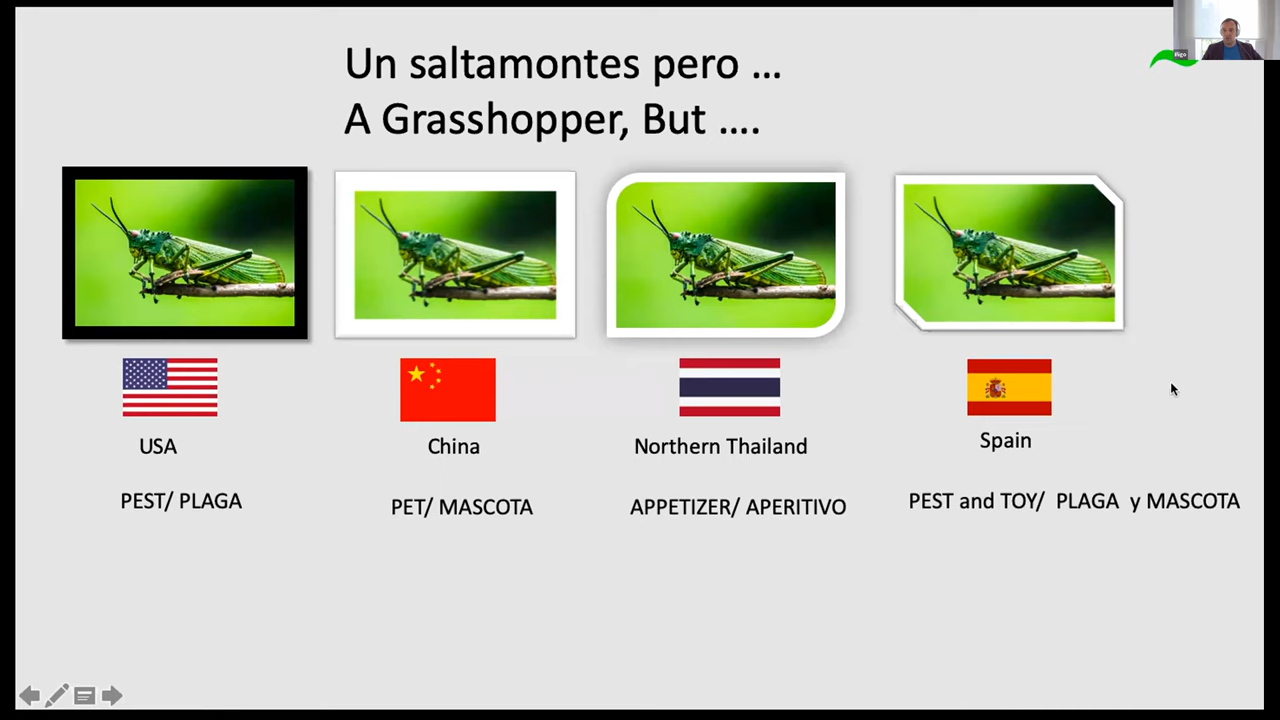 Un saltamontes pero ...
A Grasshopper, But ....
USA
China
Northern Thailand
Spain
PEST/ PLAGA
PET/ MASCOTA
APPETIZER/ APERITIVO
PEST and TOY/ PLAGA y MASCOTA